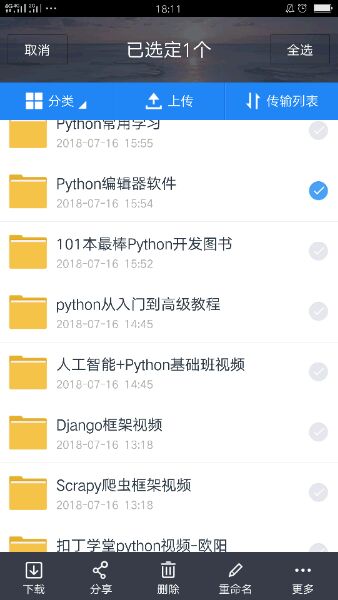 18:11
取消
已选定1个
全选
分类
上传
传输列表
Python常用学习
2018-07-16 15:55
Python编辑器软件
2018-07-16 15:54
101本最棒Python开发图书
2018-07-16 15:52
python从入门到高级教程
2018-07-16 14:45
人工智能+Python基础班视频
2018-07-16 14:45
Django框架视频
2018-07-16 13:18
Scrapy爬虫框架视频
2018-07-16 13:18
扣丁学堂python视频-欧阳
下载
分享
删除
重命名
更多